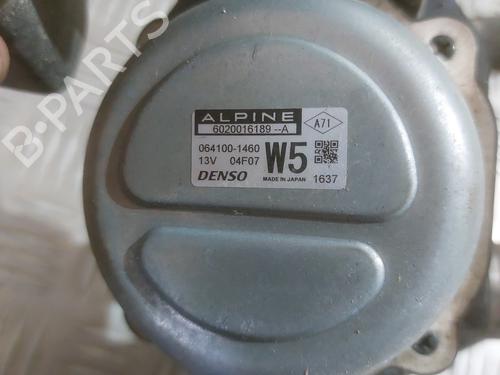 ALPINE
6020016189--A
A71
064100-1460
13V 04F07
W5
DENSO
MADE IN JAPAN 1637
B-PARTS